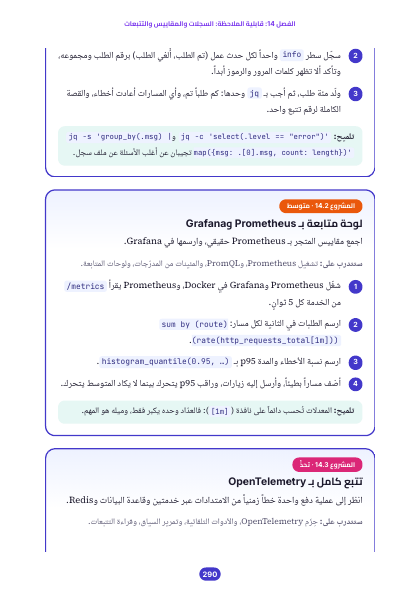 الفصل 14: قابلية الملاحظة: السجلات والمقاييس والتتبعات
2 سجّل سطر info واحداً لكل حدث عمل (تم الطلب، أُلغي الطلب) برقم الطلب ومجموعه،
وتأكد ألا تظهر كلمات المرور والرموز أبداً.
3 ولّد مئة طلب، ثم أجب بـ jq وحدها: كم طلباً تم، وأي المسارات أعادت أخطاء، والقصة
الكاملة لرقم تتبع واحد.
تلميح: jq -c 'select(.level == "error")' و jq -s 'group_by(.msg) |
map({msg: .[0].msg, count: length})' تجيبان عن أغلب الأسئلة عن ملف سجل.
المشروع 14.2 · متوسط
لوحة متابعة بـ Prometheus وGrafana
اجمع مقاييس المتجر بـ Prometheus حقيقي، وارسمها في Grafana.
ستتدرب على: تشغيل Prometheus، وPromQL، والمئينات من المدرّجات، ولوحات المتابعة.
1 شغّل Prometheus وGrafana في Docker، وPrometheus يقرأ /metrics
من الخدمة كل 5 ثوانٍ.
2 ارسم الطلبات في الثانية لكل مسار: sum by (route)
(rate(http_requests_total[1m])).
3 ارسم نسبة الأخطاء والمدة p95 بـ histogram_quantile(0.95, …).
4 أضف مساراً بطيئاً، وأرسل إليه زيارات، وراقب p95 يتحرك بينما لا يكاد المتوسط يتحرك.
تلميح: المعدلات تُحسب دائماً على نافذة ([1m]): فالعدّاد وحده يكبر فقط، وميله هو المهم.
المشروع 14.3 · تحدٍّ
تتبع كامل بـ OpenTelemetry
انظر إلى عملية دفع واحدة خطاً زمنياً من الامتدادات عبر خدمتين وقاعدة البيانات وRedis.
ستتدرب على: حِزم OpenTelemetry، والأدوات التلقائية، وتمرير السياق، وقراءة التتبعات.
290